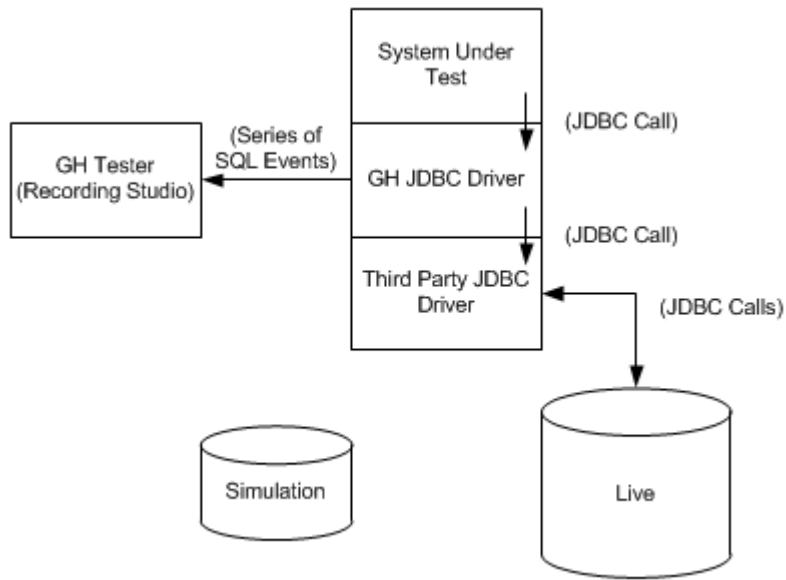 System Under
Test
(JDBC Call)
(Series of
SQL Events)
GH Tester
(Recording Studio)
GH JDBC Driver
(JDBC Call)
Third Party JDBC
Driver
(JDBC Calls)
Simulation
Live